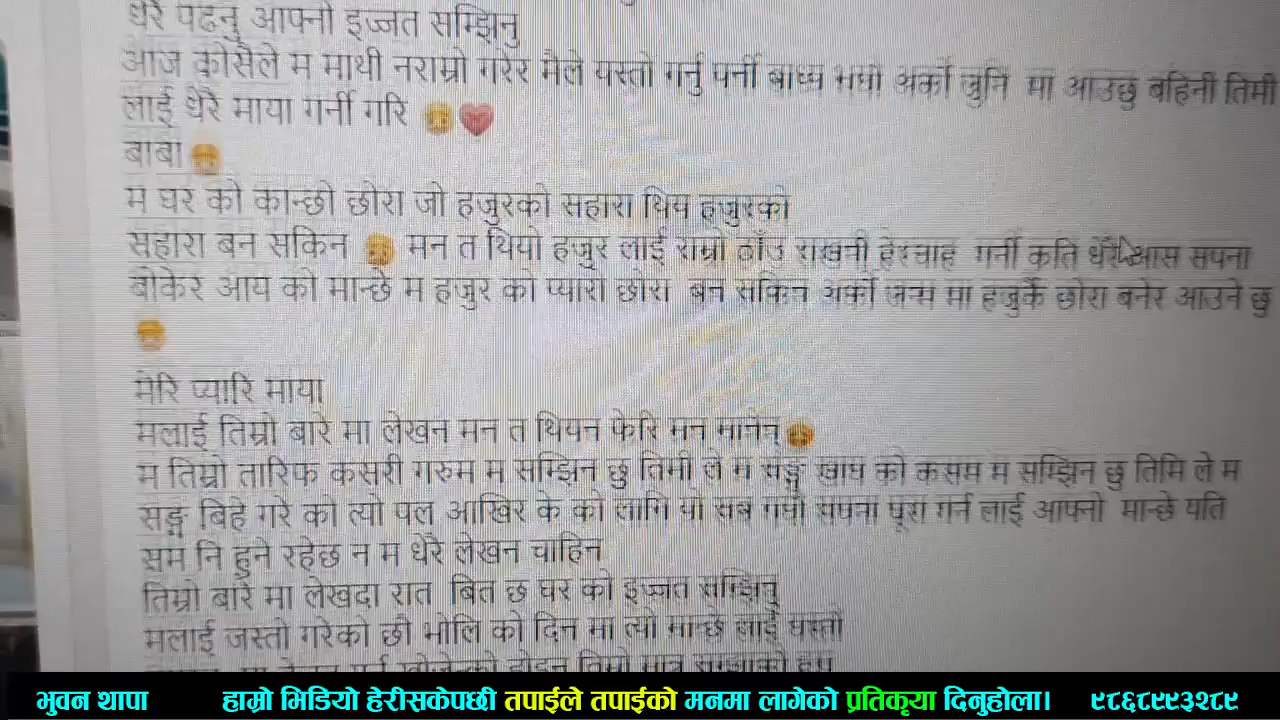 धेरै पढनु आफ्नो इज्जत सम्झिनु
आज कोसैले म माथी नराम्रो गरेर मैले यस्तो गर्नु पर्नी बाध्य भयो अर्को जुनि मा आउछु बहिनी तिमी
लाई धेरै माया गर्नी गरि 😔❤️
बाबा 😔
म घर को कान्छो छोरा जो हजुरको सहारा थिय हजुरको
सहारा बन सकिन 😔 मन त थियो हजुर लाई राम्रो ठाँउ राखनी हेरचाह गर्नी कति धेरै आस सपना
बोकेर आय को मान्छे म हजुर को प्यारो छोरा बन सकिन अर्को जन्म मा हजुर्कै छोरा बनेर आउने छु
😔
मेरि प्यारि माया
मलाई तिम्रो बारे मा लेखन मन त थियन फेरि मन मानेन् 😔
म तिम्रो तारिफ कसरी गरुम म सम्झिन छु तिमी ले म सङ्ग खाय को कसम म सम्झिन छु तिमि ले म
सङ्ग बिहे गरे को त्यो पल आखिर के को लागि यो सब गयो सपना पूरा गर्न लाई आफ्नो मान्छे यति
सम नि हुने रहेछ न म धेरै लेखन चाहिन
तिम्रो बारे मा लेखदा रात बित छ घर को इज्जत सम्झिनु
मलाई जस्तो गरेको छौ भोलि को दिन मा त्यो मान्छे लाई यस्तो
भुवन थापा हाम्रो भिडियो हेरीसकेपछी तपाईले तपाईको मनमा लागेको प्रतिकृया दिनुहोला। ९८६८९९३२८९